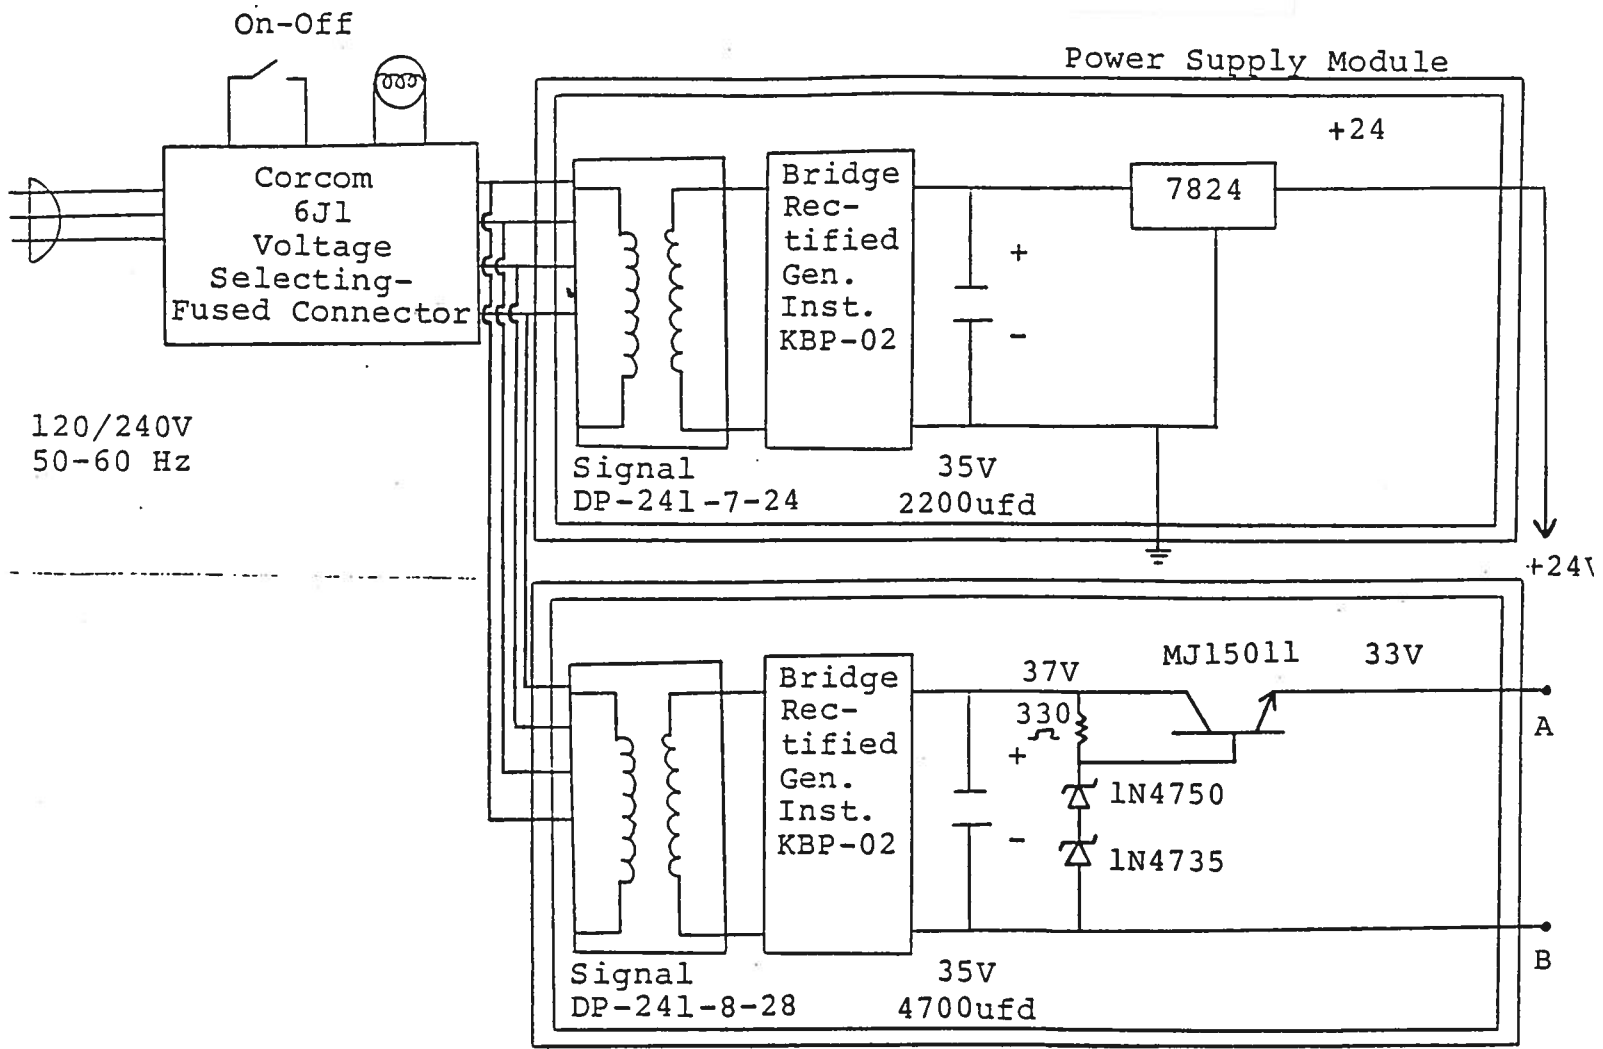 On-Off
Power Supply Module
+24
Corcom
6J1
Voltage
Selecting-
Fused Connector
Bridge
Rec-
tified
Gen.
Inst.
KBP-02
7824
+
-
120/240V
50-60 Hz
Signal
DP-241-7-24
35V
2200ufd
+24V
Bridge
Rec-
tified
Gen.
Inst.
KBP-02
37V
MJ15011
33V
330
+
-
1N4750
1N4735
A
B
Signal
DP-241-8-28
35V
4700ufd